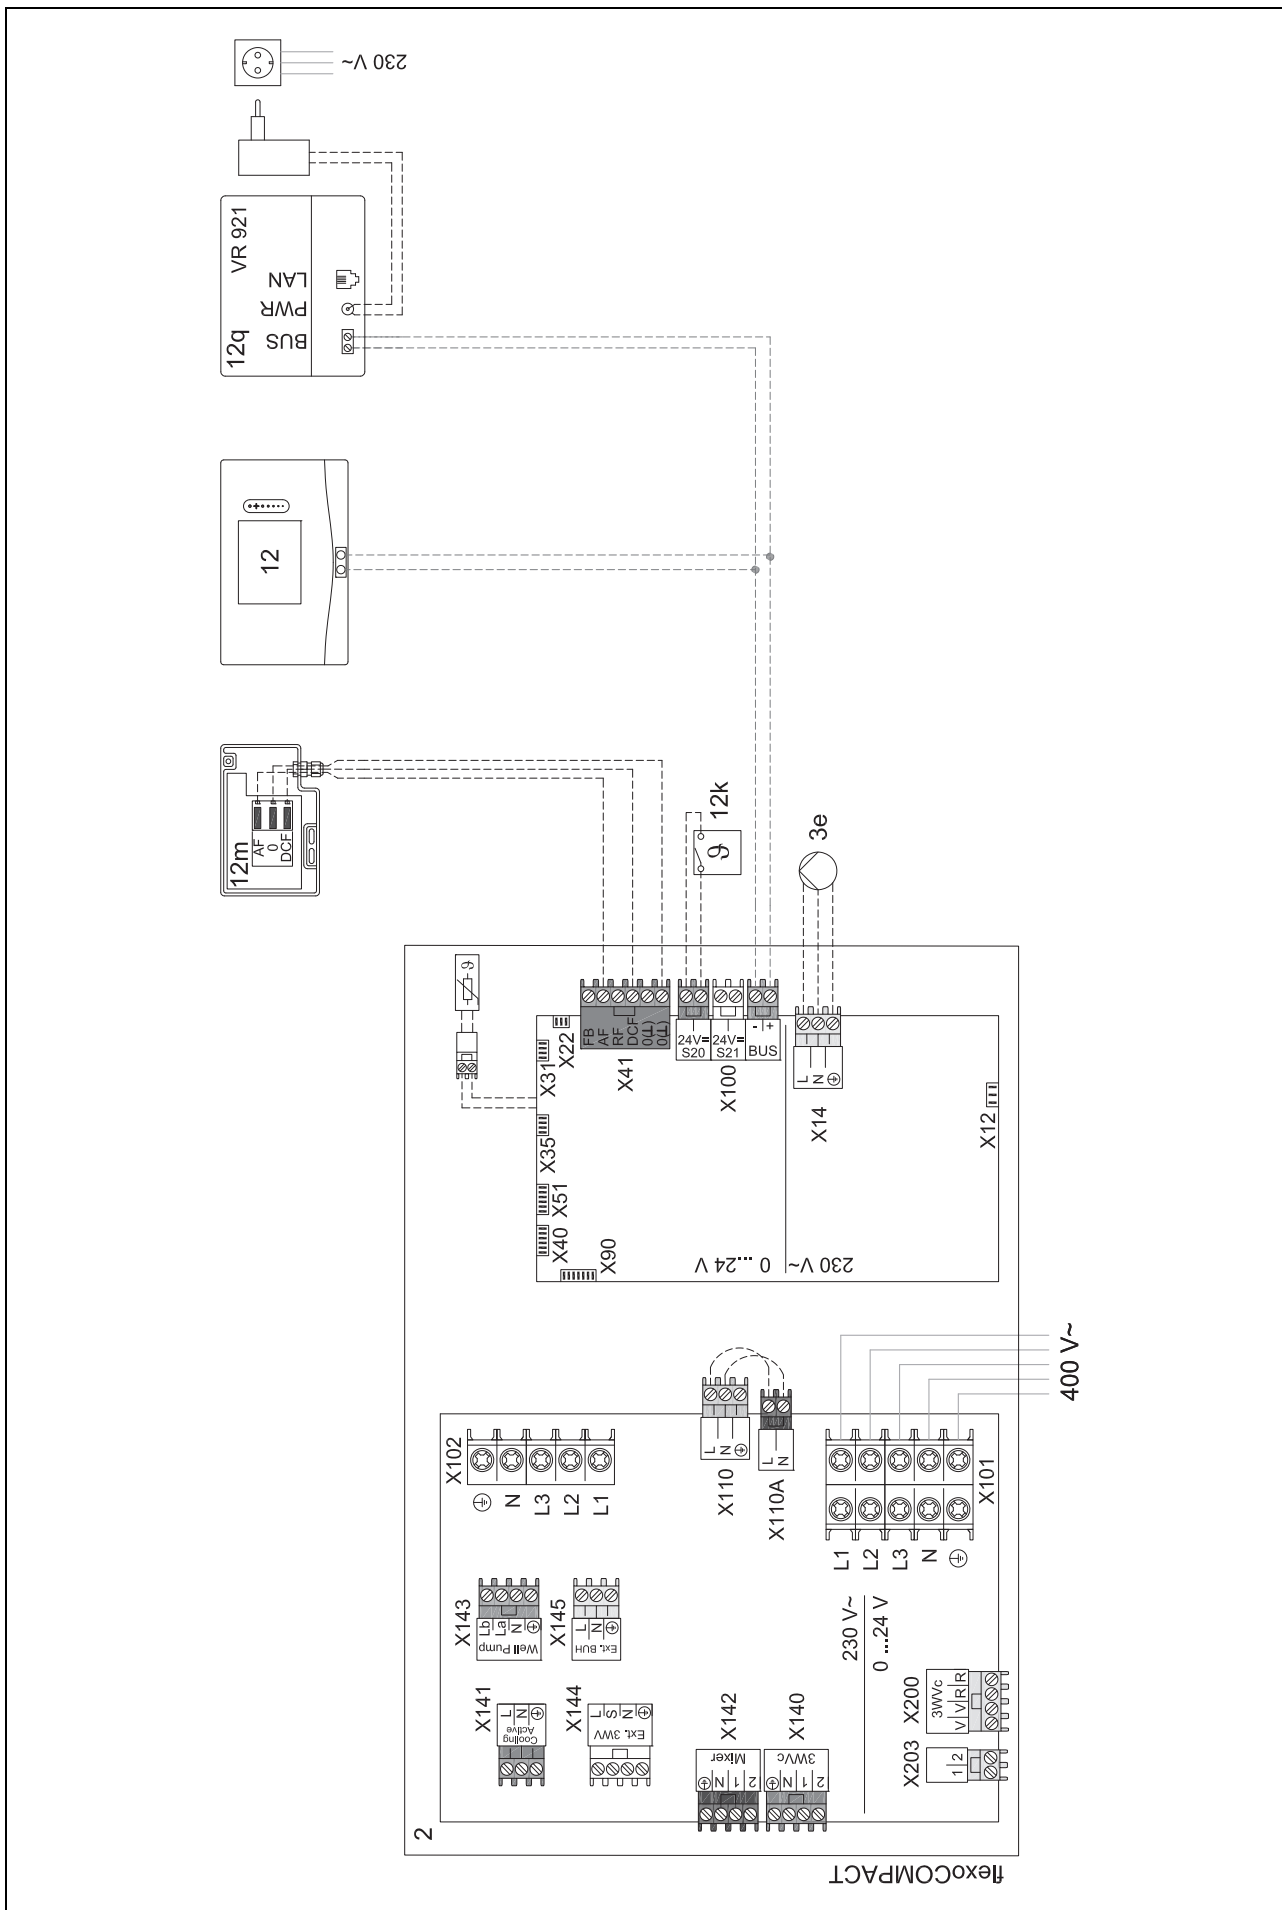 230 V~
VR 921
LAN
PWR
BUS
12q
12
12m
AF
0
DCF
12k
ϑ
3e
ϑ
X22
X31
X35
X51
X40
X90
FB
AF
RF
DCF
0(⊥)
0(⊥)
X41
24V=
S20
24V=
S21
- +
BUS
X100
L
N
X14
X12
0 ...24 V
230 V~
400 V~
X102
N
L3
L2
L1
L
N
X110
L
N
X110A
X101
L1
L2
L3
N
X143
Lb
La
N
Well Pump
X145
L
N
Ext. BUH
X141
L
N
Cooling
Active
X144
L
S
N
Ext. 3WV
X142
Mixer
N
1
2
X140
3WVc
N
1
2
230 V~
0 ...24 V
X200
3WVc
V V R R
X203
1 2
2
flexoCOMPACT